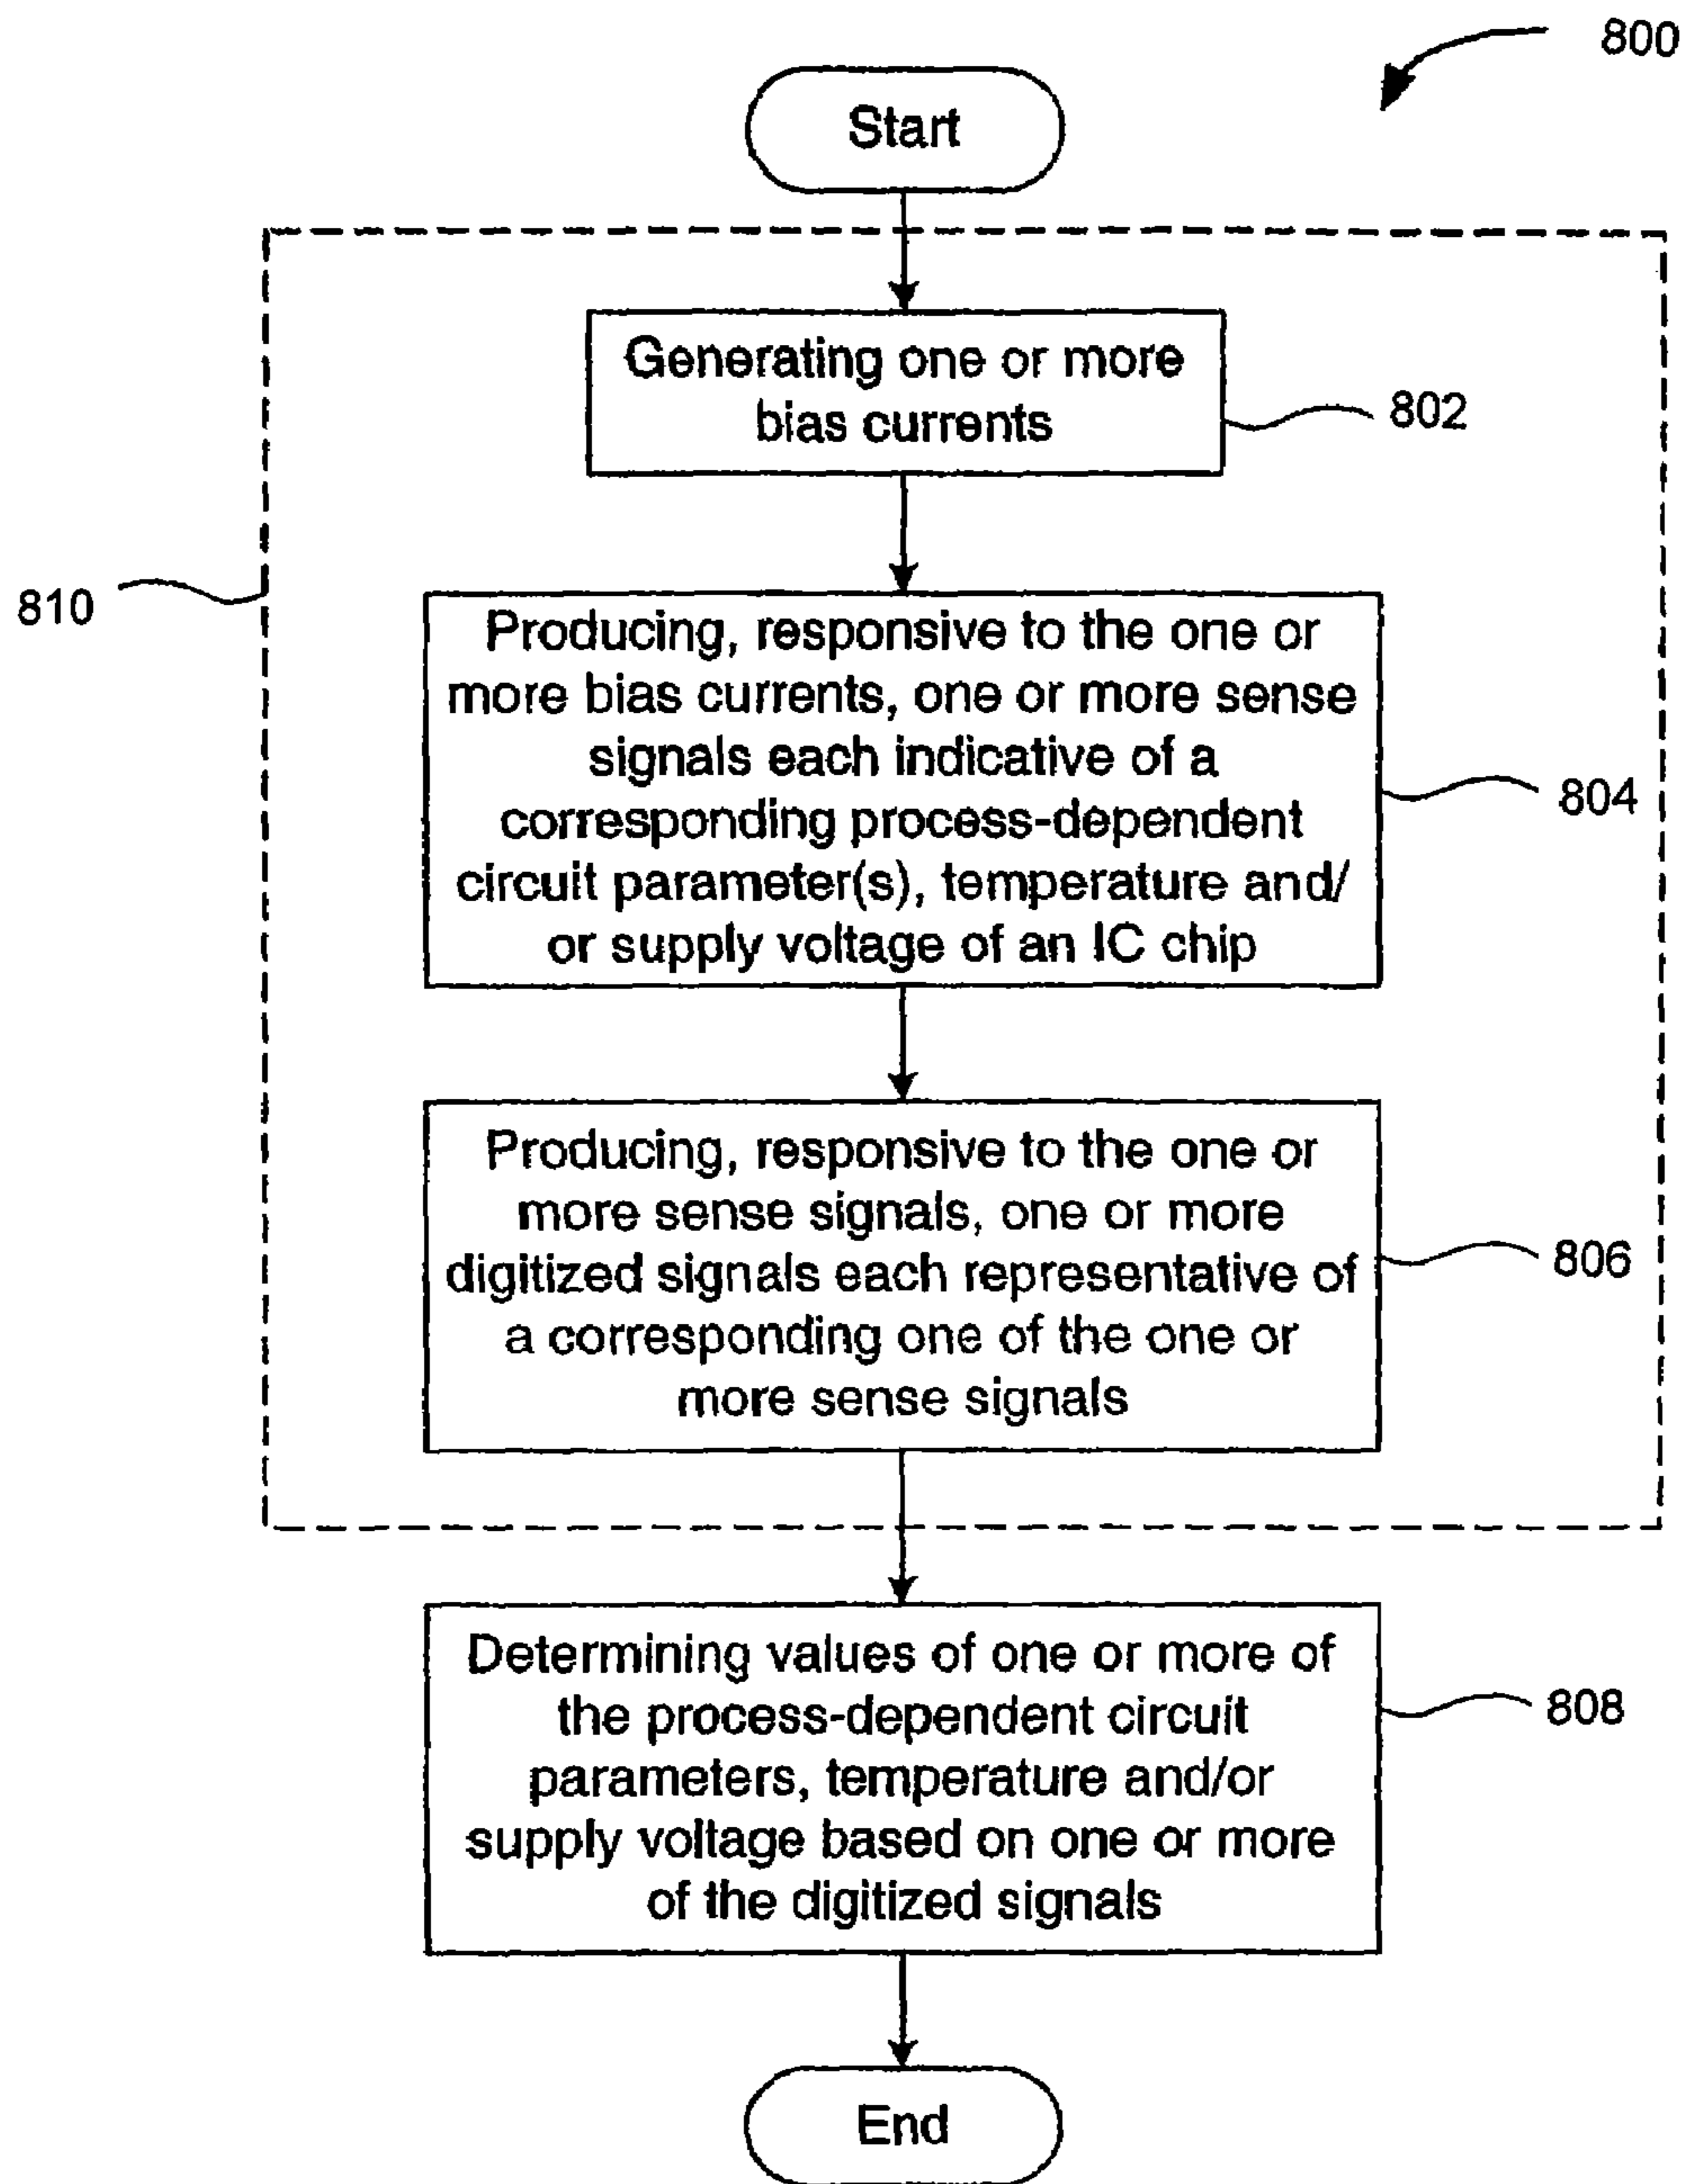 800
Start
Generating one or more
bias currents
802
810
Producing, responsive to the one or
more bias currents, one or more sense
signals each indicative of a
corresponding process-dependent
circuit parameter(s), temperature and/
or supply voltage of an IC chip
804
Producing, responsive to the one or
more sense signals, one or more
digitized signals each representative of
a corresponding one of the one or
more sense signals
806
Determining values of one or more of
the process-dependent circuit
parameters, temperature and/or
supply voltage based on one or more
of the digitized signals
808
End